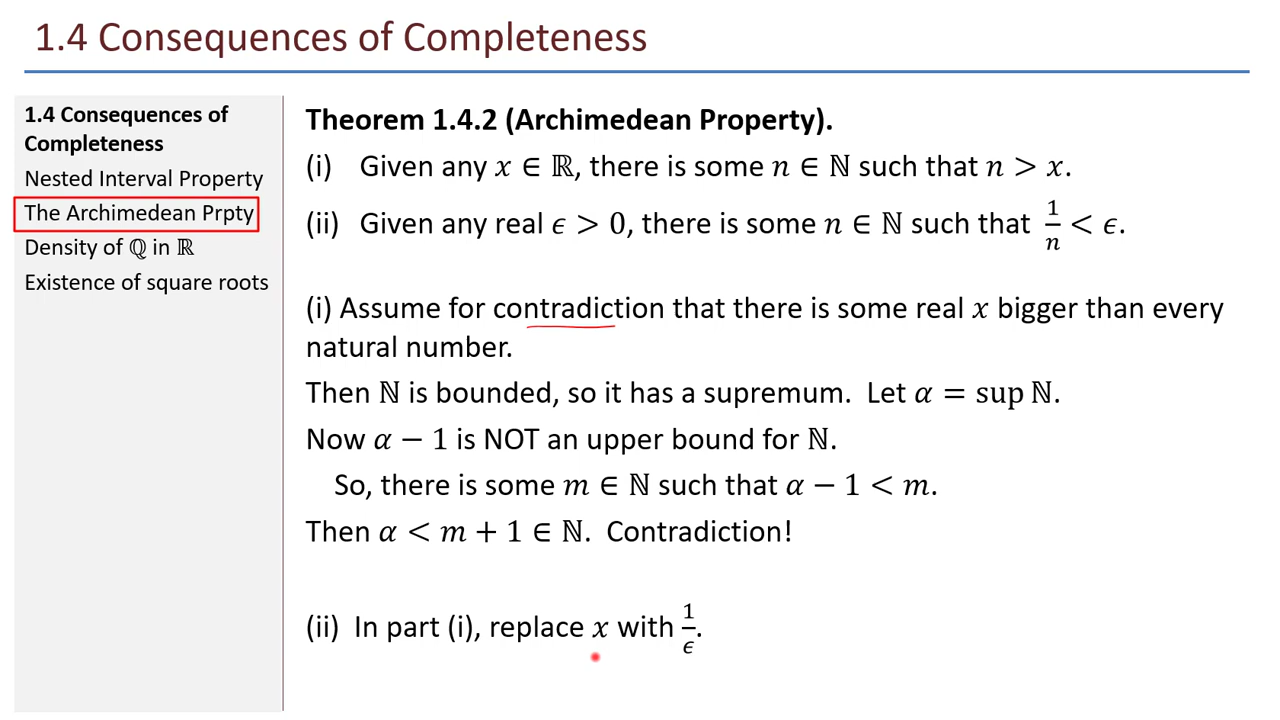 1.4 Consequences of Completeness
1.4 Consequences of
Completeness
Nested Interval Property
The Archimedean Prpty
Density of ℚ in ℝ
Existence of square roots
Theorem 1.4.2 (Archimedean Property).
(i) Given any x ∈ ℝ, there is some n ∈ ℕ such that n > x.
(ii) Given any real ϵ > 0, there is some n ∈ ℕ such that 1/n < ϵ.
(i) Assume for contradiction that there is some real x bigger than every
natural number.
Then ℕ is bounded, so it has a supremum. Let α = sup ℕ.
Now α − 1 is NOT an upper bound for ℕ.
So, there is some m ∈ ℕ such that α − 1 < m.
Then α < m + 1 ∈ ℕ. Contradiction!
(ii) In part (i), replace x with 1/ϵ.